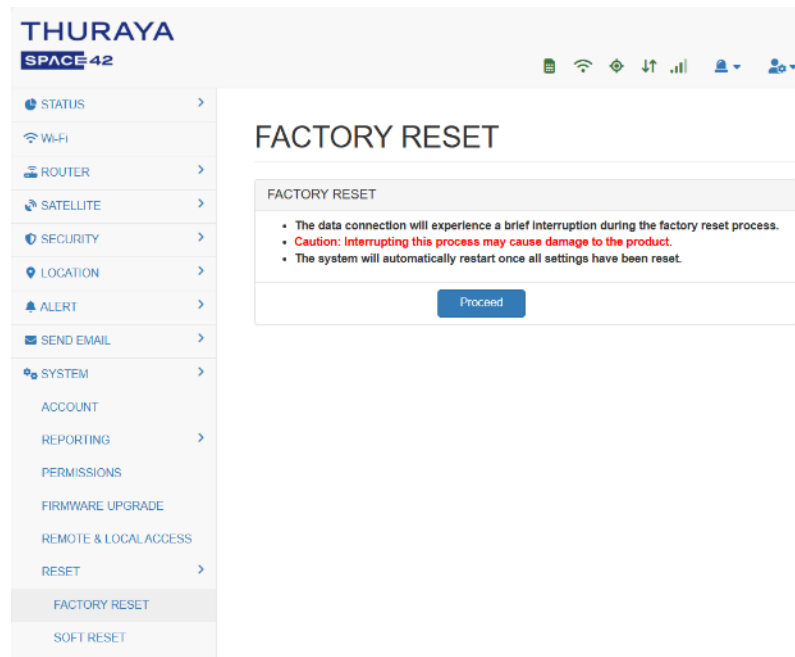 THURAYA
SPACE42
STATUS
Wi-Fi
ROUTER
SATELLITE
SECURITY
LOCATION
ALERT
SEND EMAIL
SYSTEM
ACCOUNT
REPORTING
PERMISSIONS
FIRMWARE UPGRADE
REMOTE & LOCAL ACCESS
RESET
FACTORY RESET
SOFT RESET
FACTORY RESET
FACTORY RESET
• The data connection will experience a brief interruption during the factory reset process.
• Caution: Interrupting this process may cause damage to the product.
• The system will automatically restart once all settings have been reset.
Proceed